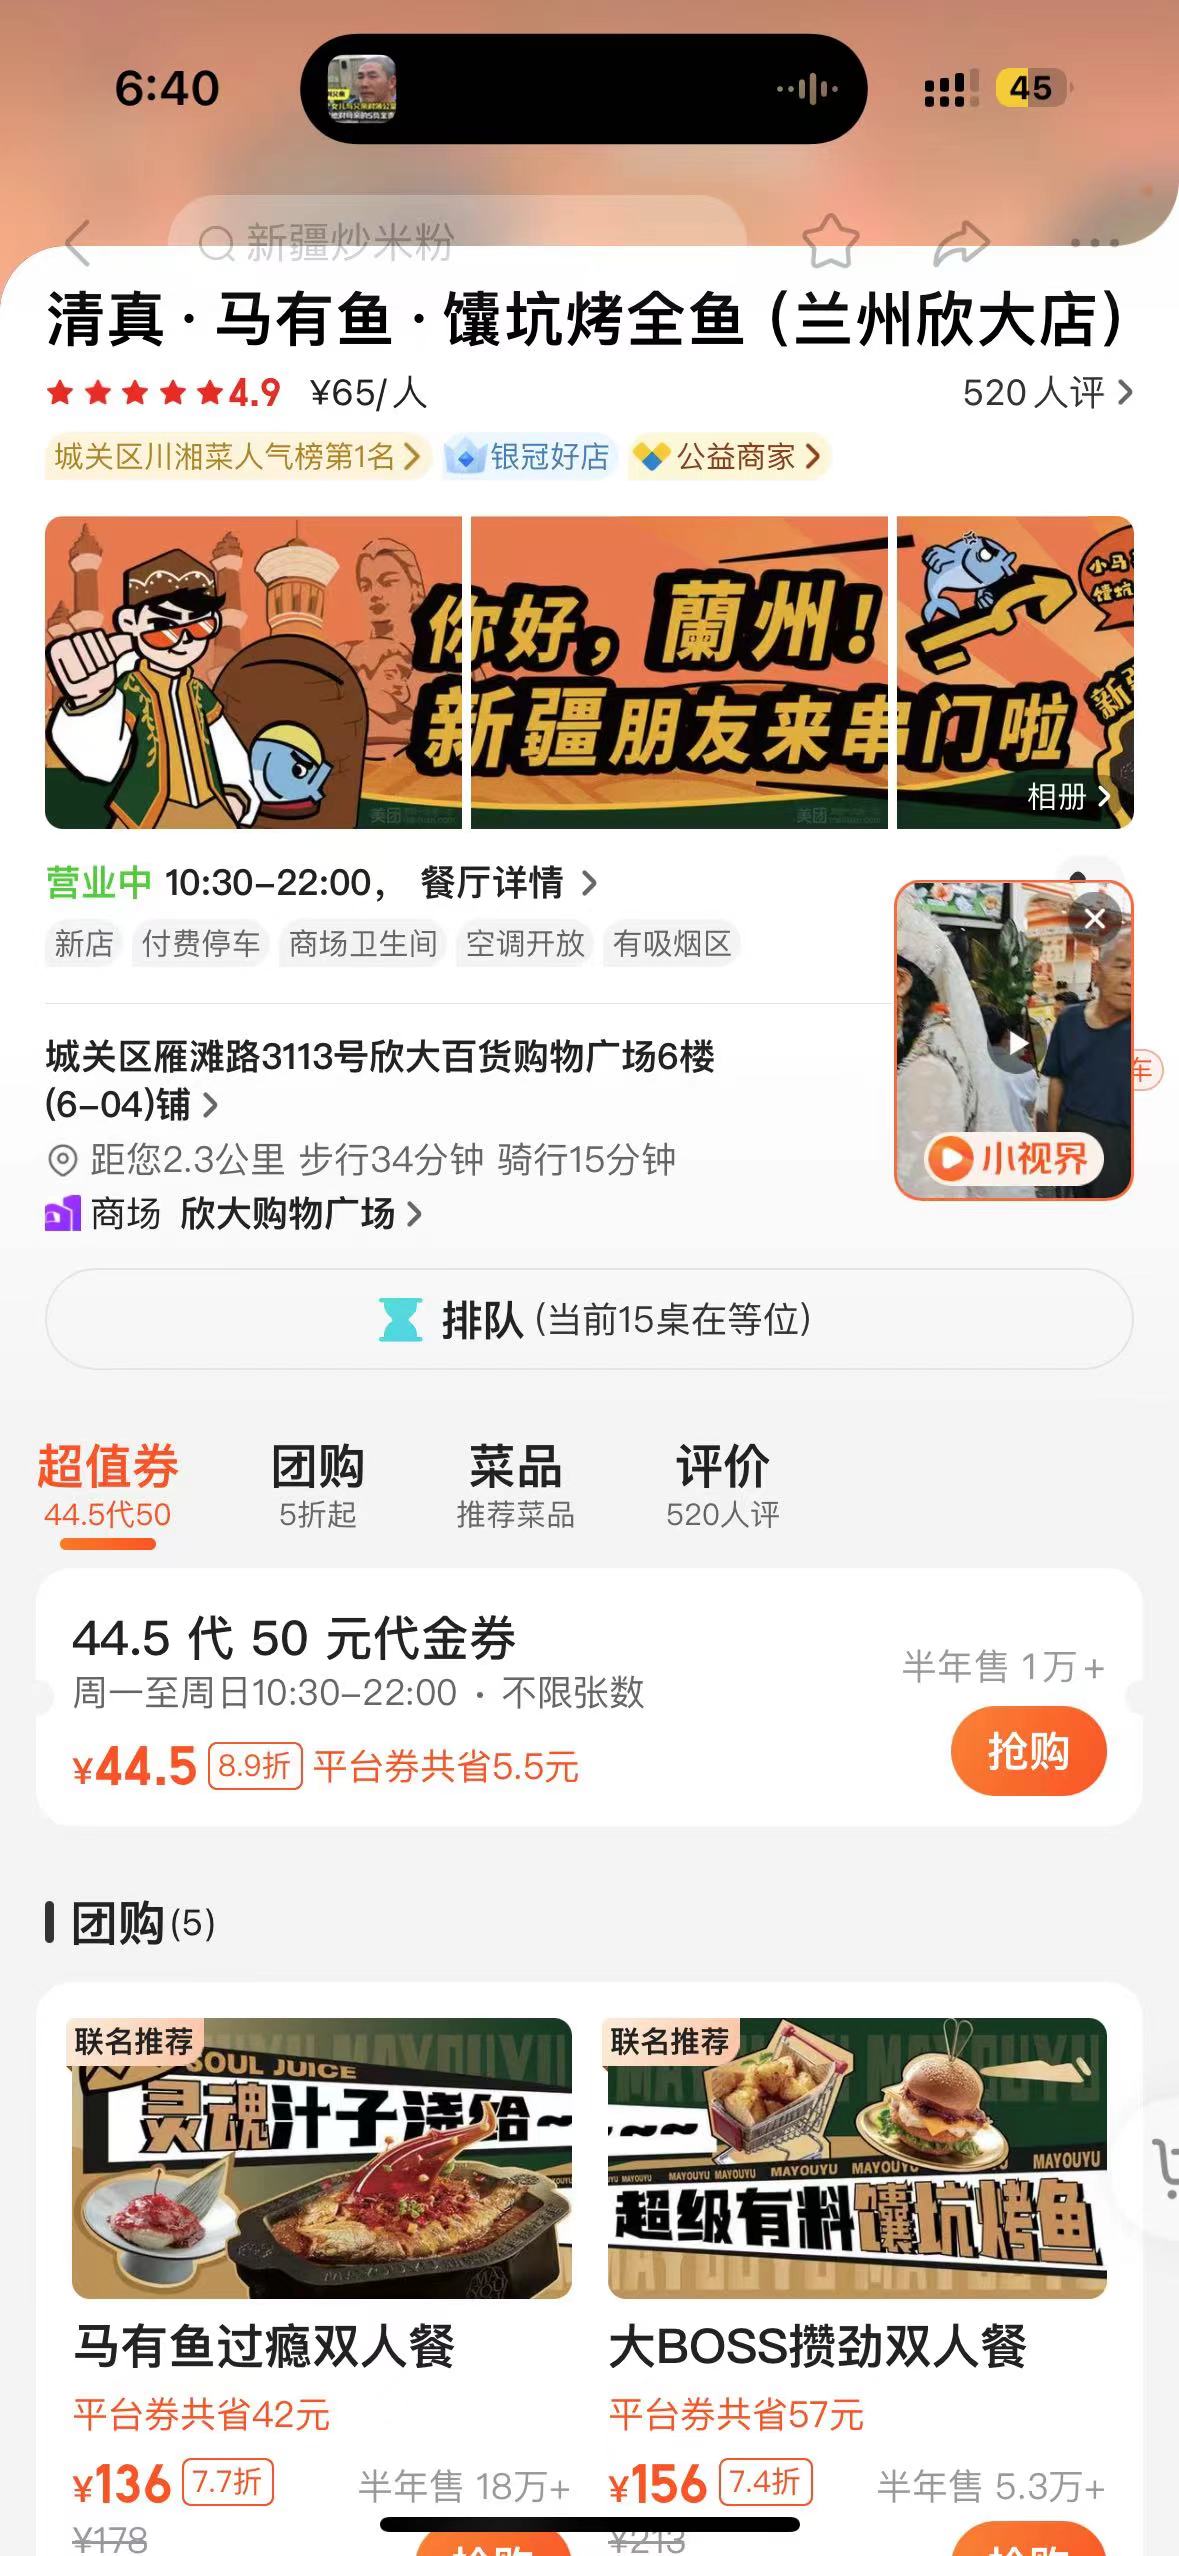 6:40
45
新疆炒米粉
清真·马有鱼·馕坑烤全鱼（兰州欣大店）
4.9 ¥65/人 520人评
城关区川湘菜人气榜第1名 银冠好店 公益商家
你好，蘭州！
新疆朋友来串门啦
相册
营业中 10:30-22:00， 餐厅详情
新店 付费停车 商场卫生间 空调开放 有吸烟区
城关区雁滩路3113号欣大百货购物广场6楼
(6-04)铺
车
距您2.3公里 步行34分钟 骑行15分钟
小视界
商场 欣大购物广场
排队 (当前15桌在等位)
超值券 团购 菜品 评价
44.5代50 5折起 推荐菜品 520人评
44.5 代 50 元代金券
半年售 1万+
周一至周日10:30-22:00 · 不限张数
¥44.5 8.9折 平台券共省5.5元
抢购
团购(5)
联名推荐
SOUL JUICE
灵魂汁子浇给~
联名推荐
MAYOUYU MAYOUYU MAYOUYU MAYOUYU MAYOUYU
超级有料馕坑烤鱼
马有鱼过瘾双人餐 大BOSS攒劲双人餐
平台券共省42元 平台券共省57元
¥136 7.7折 半年售 18万+ ¥156 7.4折 半年售 5.3万+
¥178 抢购 ¥213 抢购